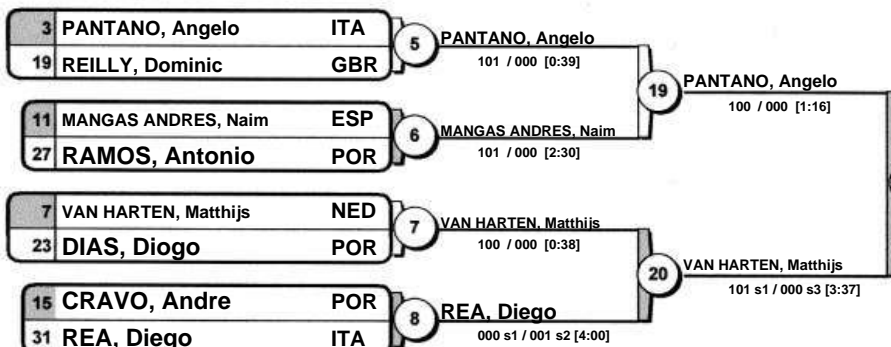 3 PANTANO, Angelo ITA
19 REILLY, Dominic GBR
5
PANTANO, Angelo
101 / 000 [0:39]
11 MANGAS ANDRES, Naim ESP
27 RAMOS, Antonio POR
6
MANGAS ANDRES, Naim
101 / 000 [2:30]
19
PANTANO, Angelo
100 / 000 [1:16]
7 VAN HARTEN, Matthijs NED
23 DIAS, Diogo POR
7
VAN HARTEN, Matthijs
100 / 000 [0:38]
15 CRAVO, Andre POR
31 REA, Diego ITA
8
REA, Diego
000 s1 / 001 s2 [4:00]
20
VAN HARTEN, Matthijs
101 s1 / 000 s3 [3:37]